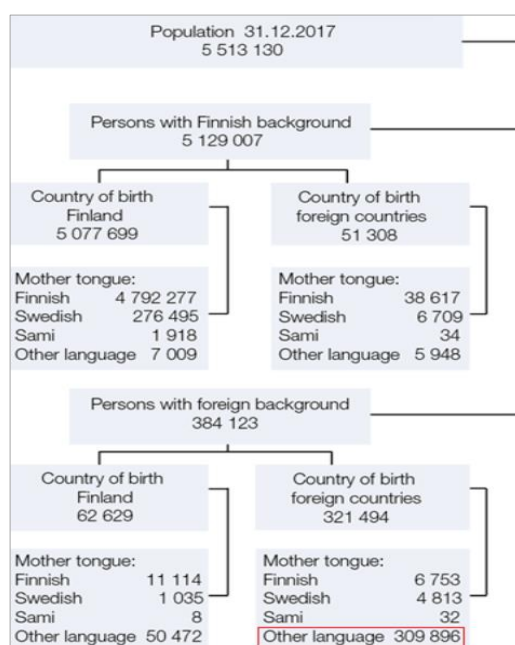 Population 31.12.2017
5 513 130
Persons with Finnish background
5 129 007
Country of birth
Finland
5 077 699
Country of birth
foreign countries
51 308
Mother tongue:
Finnish 4 792 277
Swedish 276 495
Sami 1 918
Other language 7 009
Mother tongue:
Finnish 38 617
Swedish 6 709
Sami 34
Other language 5 948
Persons with foreign background
384 123
Country of birth
Finland
62 629
Country of birth
foreign countries
321 494
Mother tongue:
Finnish 11 114
Swedish 1 035
Sami 8
Other language 50 472
Mother tongue:
Finnish 6 753
Swedish 4 813
Sami 32
Other language 309 896